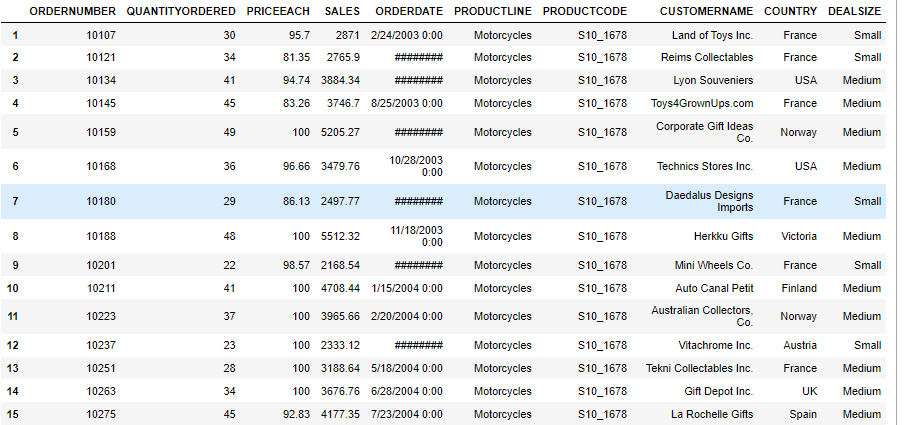 ORDERNUMBER QUANTITYORDERED PRICEEACH SALES ORDERDATE PRODUCTLINE PRODUCTCODE CUSTOMERNAME COUNTRY DEALSIZE
1 10107 30 95.7 2871 2/24/2003 0:00 Motorcycles S10_1678 Land of Toys Inc. France Small
2 10121 34 81.35 2765.9 ######## Motorcycles S10_1678 Reims Collectables France Small
3 10134 41 94.74 3884.34 ######## Motorcycles S10_1678 Lyon Souveniers USA Medium
4 10145 45 83.26 3746.7 8/25/2003 0:00 Motorcycles S10_1678 Toys4GrownUps.com France Medium
5 10159 49 100 5205.27 ######## Motorcycles S10_1678 Corporate Gift Ideas Co. Norway Medium
6 10168 36 96.66 3479.76 10/28/2003 0:00 Motorcycles S10_1678 Technics Stores Inc. USA Medium
7 10180 29 86.13 2497.77 ######## Motorcycles S10_1678 Daedalus Designs Imports France Small
8 10188 48 100 5512.32 11/18/2003 0:00 Motorcycles S10_1678 Herkku Gifts Victoria Medium
9 10201 22 98.57 2168.54 ######## Motorcycles S10_1678 Mini Wheels Co. France Small
10 10211 41 100 4708.44 1/15/2004 0:00 Motorcycles S10_1678 Auto Canal Petit Finland Medium
11 10223 37 100 3965.66 2/20/2004 0:00 Motorcycles S10_1678 Australian Collectors, Co. Norway Medium
12 10237 23 100 2333.12 ######## Motorcycles S10_1678 Vitachrome Inc. Austria Small
13 10251 28 100 3188.64 5/18/2004 0:00 Motorcycles S10_1678 Tekni Collectables Inc. France Medium
14 10263 34 100 3676.76 6/28/2004 0:00 Motorcycles S10_1678 Gift Depot Inc. UK Medium
15 10275 45 92.83 4177.35 7/23/2004 0:00 Motorcycles S10_1678 La Rochelle Gifts Spain Medium